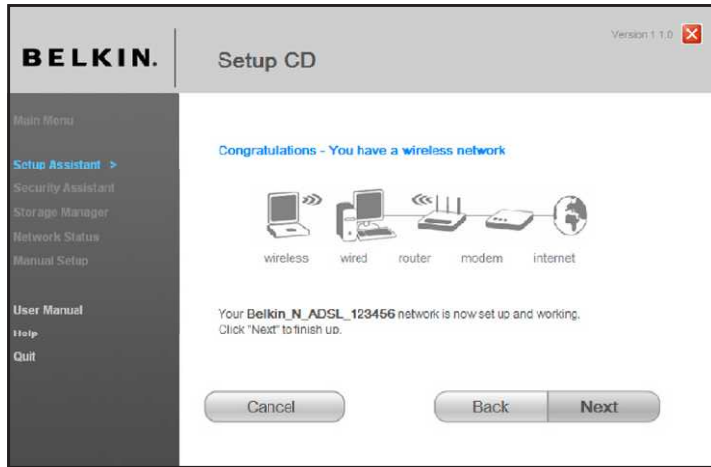 BELKIN.
Setup CD
Version 1 1.0
Main Menu
Setup Assistant >
Security Assistant
Storage Manager
Network Status
Manual Setup
User Manual
Help
Quit
Congratulations - You have a wireless network
wireless wired router modem internet
Your Belkin_N_ADSL_123456 network is now set up and working.
Click "Next" to finish up.
Cancel
Back
Next